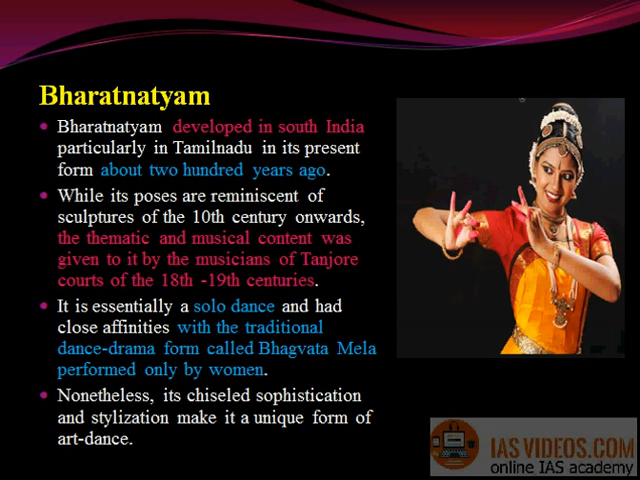 Bharatnatyam
Bharatnatyam developed in south India
particularly in Tamilnadu in its present
form about two hundred years ago.
While its poses are reminiscent of
sculptures of the 10th century onwards,
the thematic and musical content was
given to it by the musicians of Tanjore
courts of the 18th -19th centuries.
It is essentially a solo dance and had
close affinities with the traditional
dance-drama form called Bhagvata Mela
performed only by women.
Nonetheless, its chiseled sophistication
and stylization make it a unique form of
art-dance.
IASVIDEOS.COM
online IAS academy